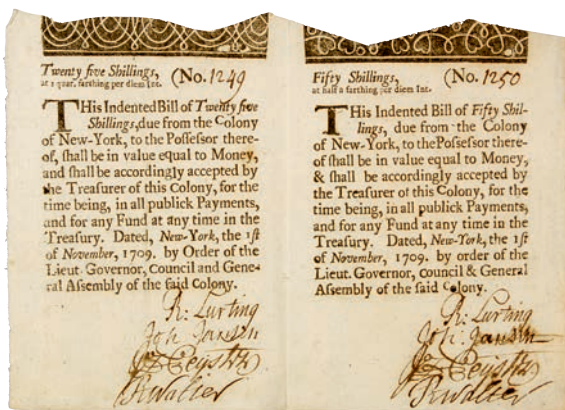 Twenty five Shillings, (No. 1249
at 1 quar. farthing per diem Int.
THis Indented Bill of Twenty five
Shillings, due from the Colony
of New-York, to the Poſſeſſor there-
of, ſhall be in value equal to Money,
and ſhall be accordingly accepted by
the Treaſurer of this Colony, for the
time being, in all publick Payments,
and for any Fund at any time in the
Treaſury. Dated, New-York, the 1ſt
of November, 1709. by Order of the
Lieut. Governor, Council and Gene-
ral Aſſembly of the ſaid Colony.
R: Lurting
Joh Jansen
Peyster
RWalter
Fifty Shillings, (No. 1250
at half a farthing per diem Int.
THis Indented Bill of Fifty Shil-
lings, due from the Colony
of New-York, to the Poſſeſſor there-
of ſhall be in value equal to Money,
& ſhall be accordingly accepted by
the Treaſurer of this Colony, for the
time being, in all publick Payments,
and for any Fund at any time in the
Treaſury. Dated, New-York, the 1ſt
of November, 1709. by order of the
Lieut. Governor, council & General
Aſſembly of the ſaid Colony.
R: Lurting
Joh. Jansen
Peyster
RWalter